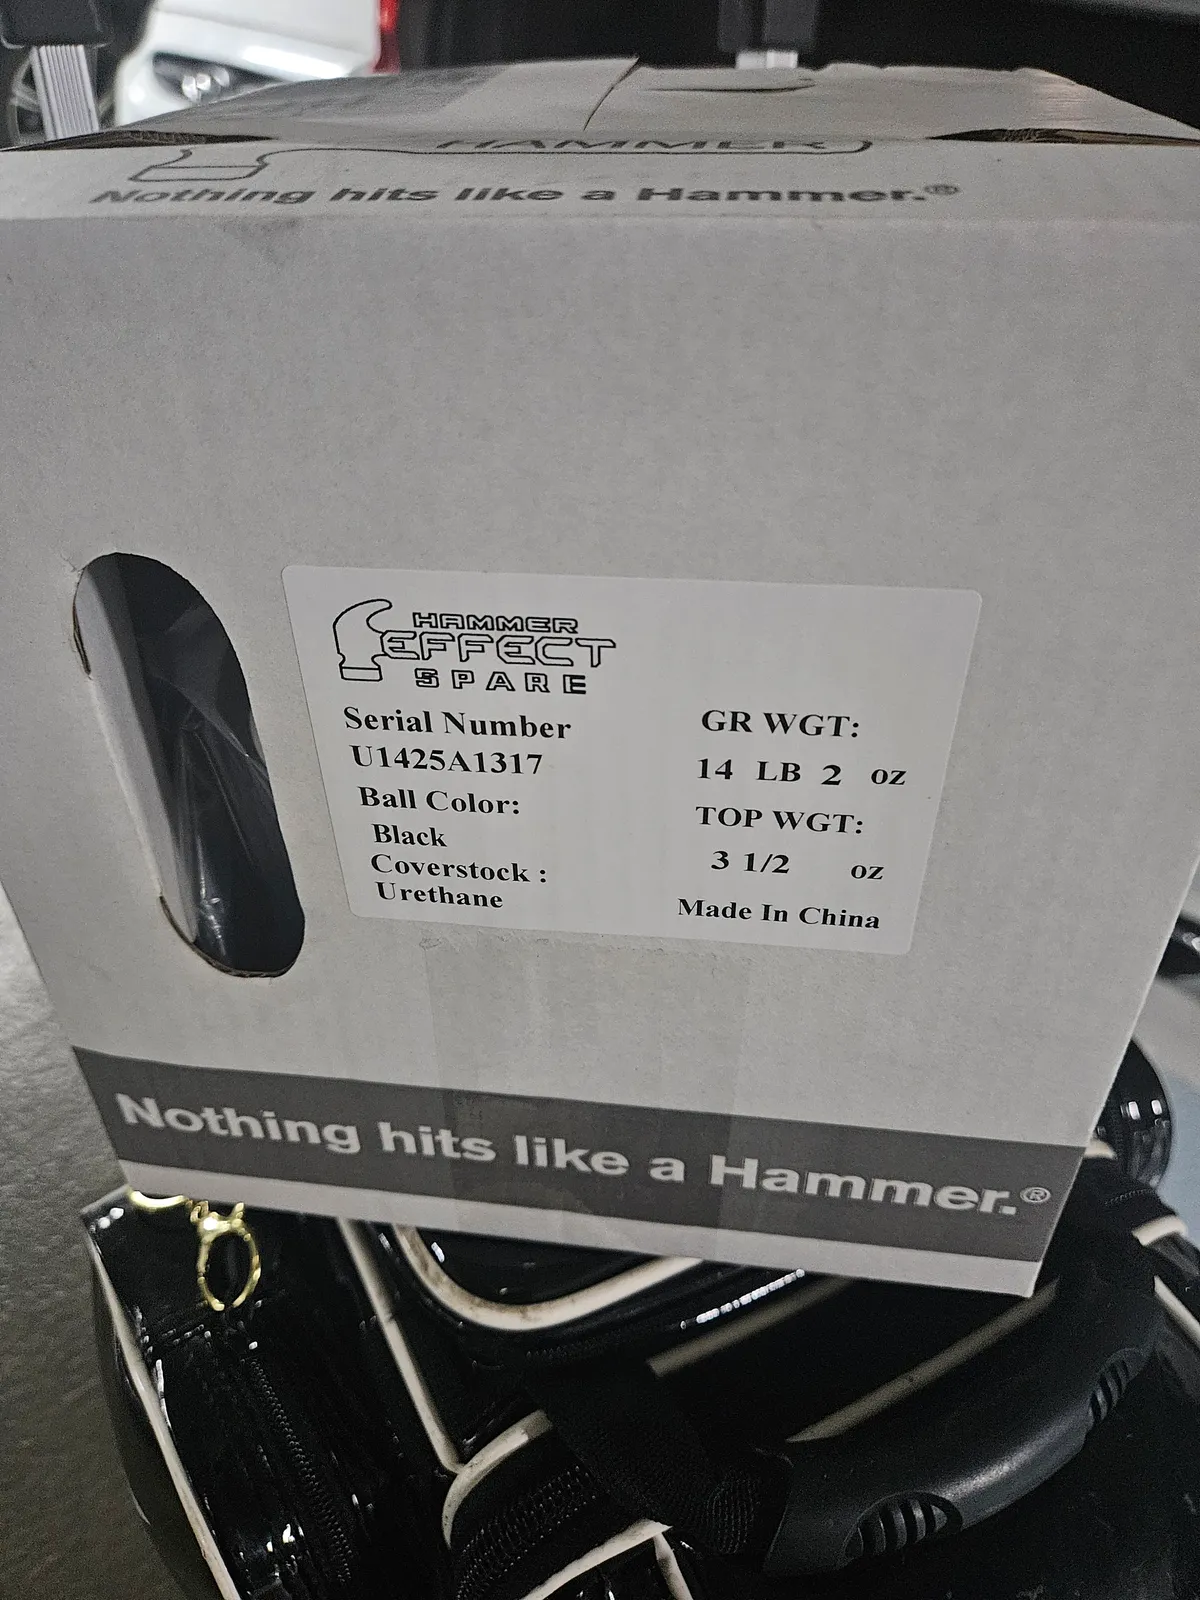 HAMMER
Nothing hits like a Hammer.®
HAMMER
EFFECT
SPARE
Serial Number
U1425A1317
Ball Color:
Black
Coverstock :
Urethane
GR WGT:
14 LB 2 oz
TOP WGT:
3 1/2 oz
Made In China
Nothing hits like a Hammer.®